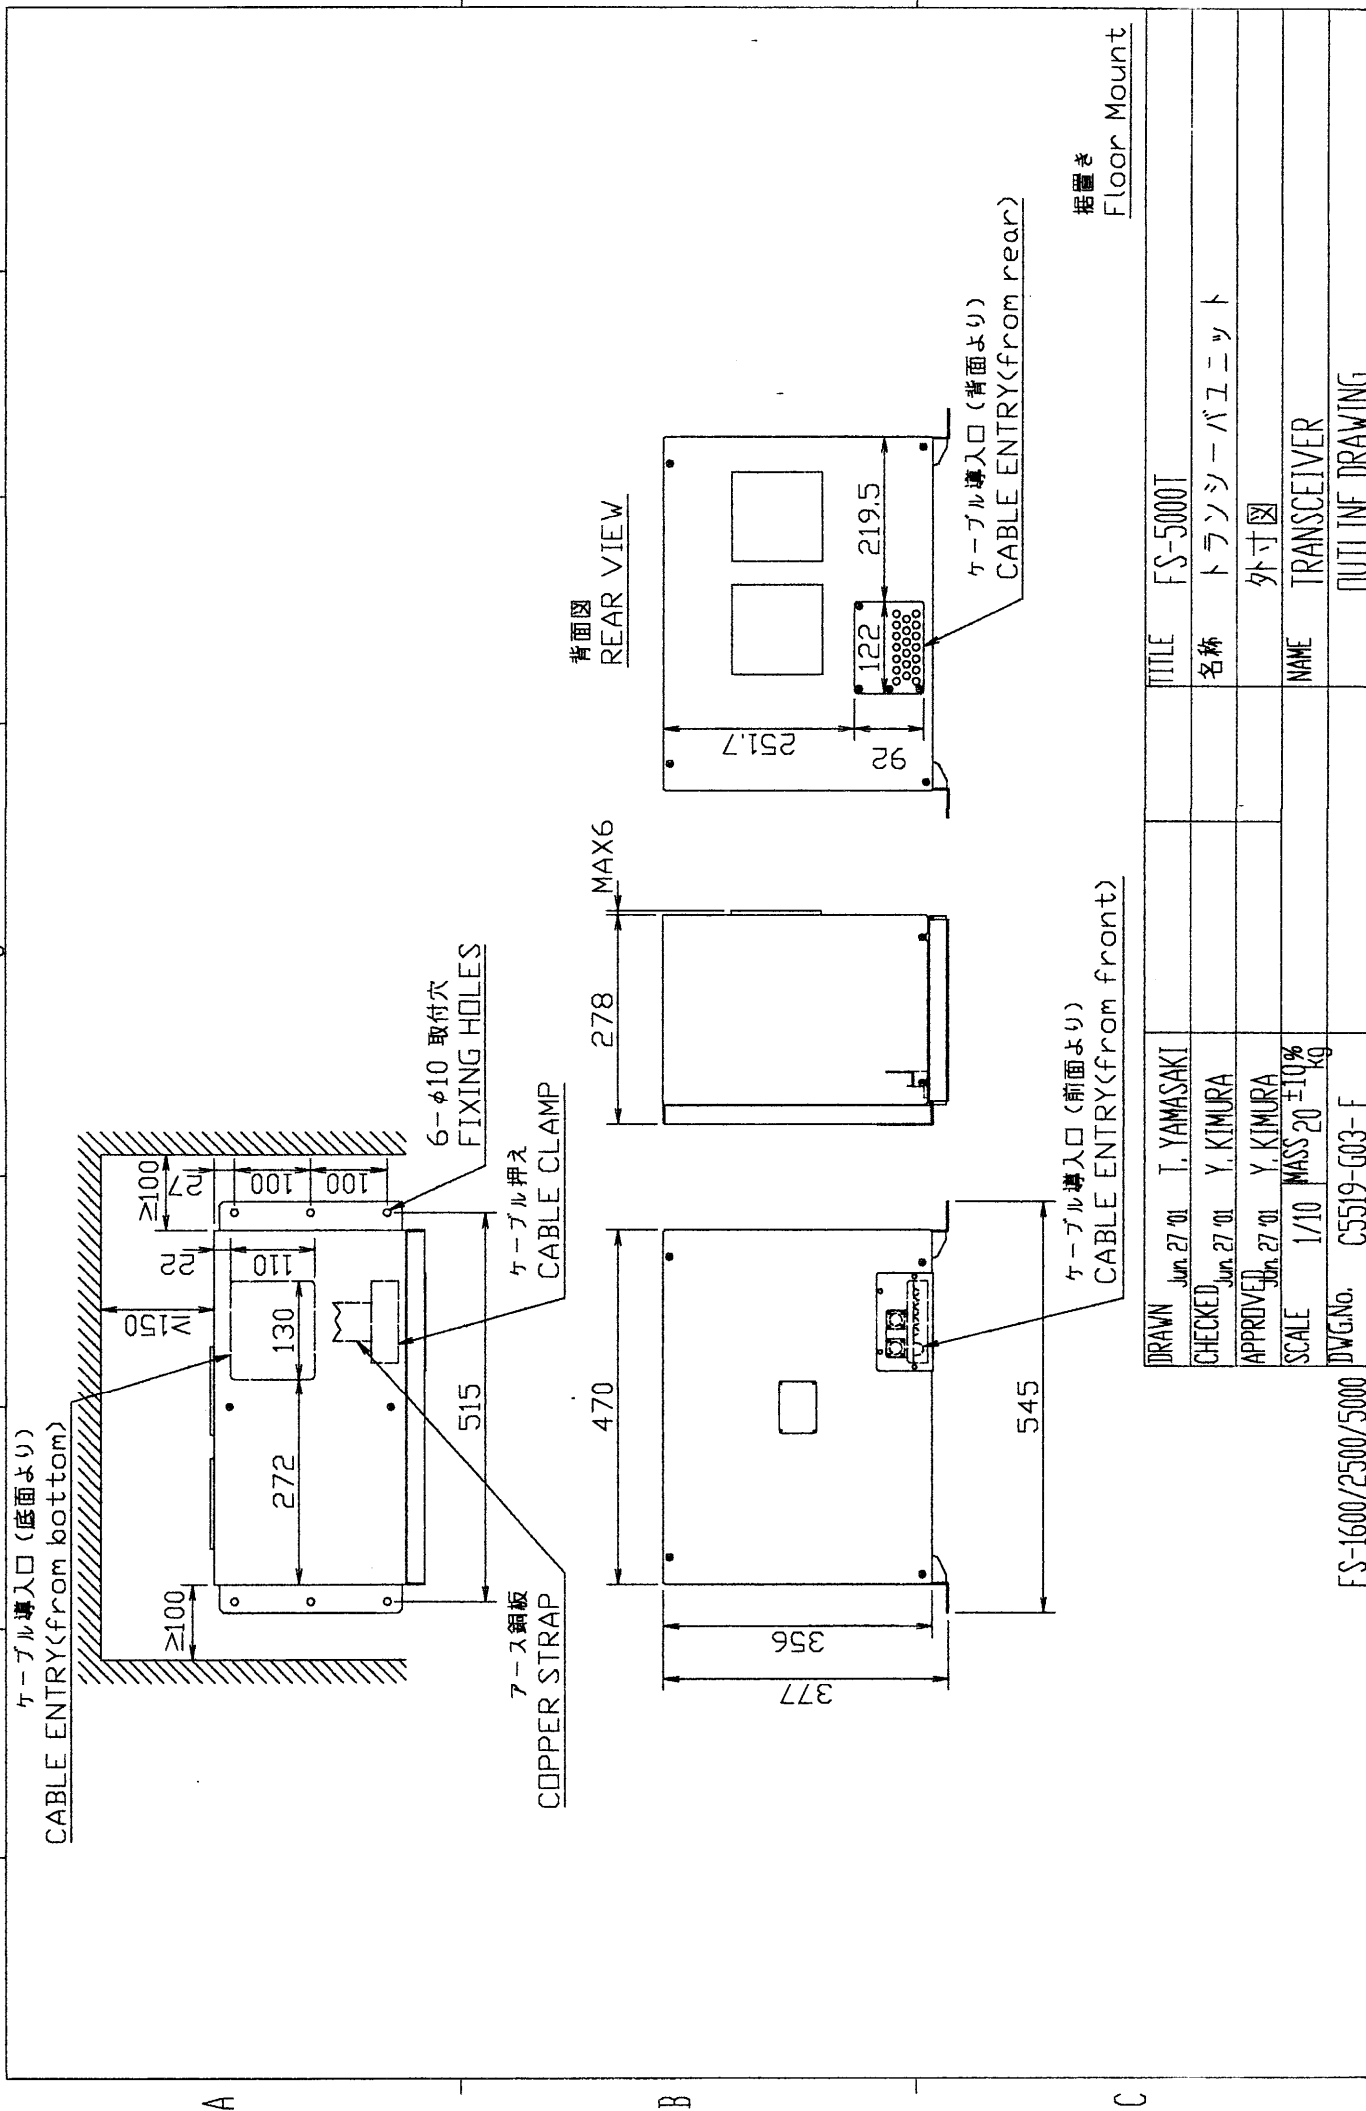 ケーブル導入口 (底面より)
CABLE ENTRY(from bottom)
≥100
≥150
22
≥100
27
110
100
100
130
272
515
6-φ10 取付穴
FIXING HOLES
ケーブル押え
CABLE CLAMP
アース銅板
COPPER STRAP
470
278
MAX6
背面図
REAR VIEW
356
377
545
251.7
92
122
219.5
ケーブル導入口 (前面より)
CABLE ENTRY(from front)
ケーブル導入口 (背面より)
CABLE ENTRY(from rear)
据置き
Floor Mount
A
B
C
DRAWN Jun. 27 '01 T. YAMASAKI
TITLE FS-5000T
CHECKED Jun. 27 '01 Y. KIMURA
名称 トランシーバユニット
APPROVED Jun. 27 '01 Y. KIMURA
外寸図
SCALE 1/10 MASS 20 ±10% kg
NAME TRANSCEIVER
FS-1600/2500/5000 DWG.No. C5519-G03-F
OUTLINE DRAWING